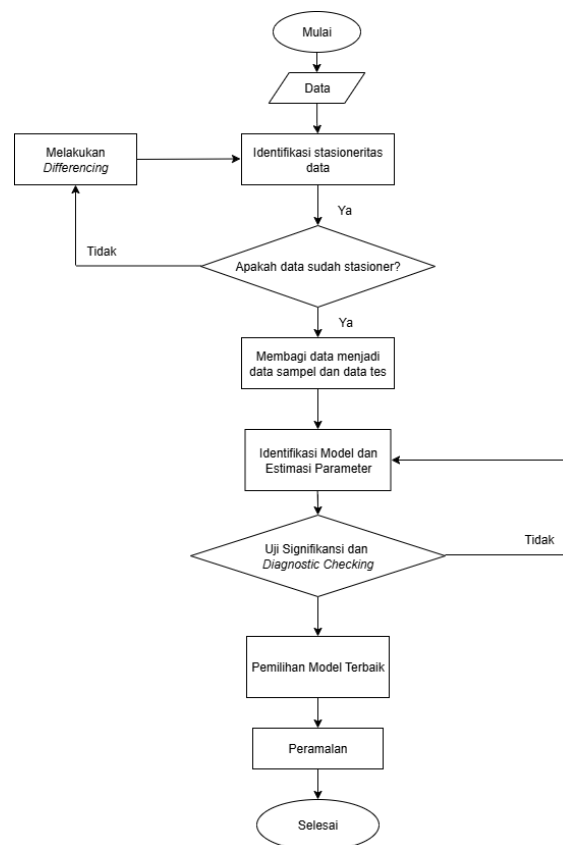 Mulai
Data
Melakukan
Differencing
Identifikasi stasioneritas
data
Ya
Tidak
Apakah data sudah stasioner?
Ya
Membagi data menjadi
data sampel dan data tes
Identifikasi Model dan
Estimasi Parameter
Uji Signifikansi dan
Diagnostic Checking
Tidak
Pemilihan Model Terbaik
Peramalan
Selesai